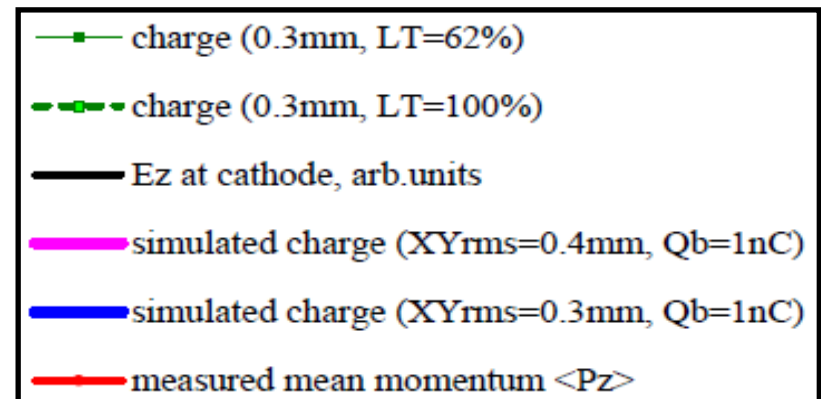 charge (0.3mm, LT=62%)
charge (0.3mm, LT=100%)
Ez at cathode, arb.units
simulated charge (XYrms=0.4mm, Qb=1nC)
simulated charge (XYrms=0.3mm, Qb=1nC)
measured mean momentum <Pz>